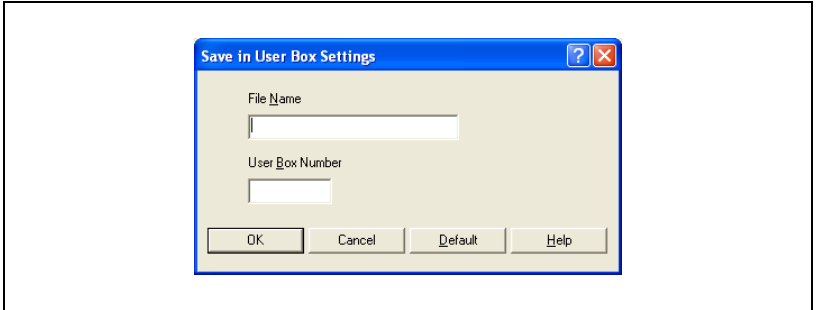 Save in User Box Settings
File Name
User Box Number
OK Cancel Default Help